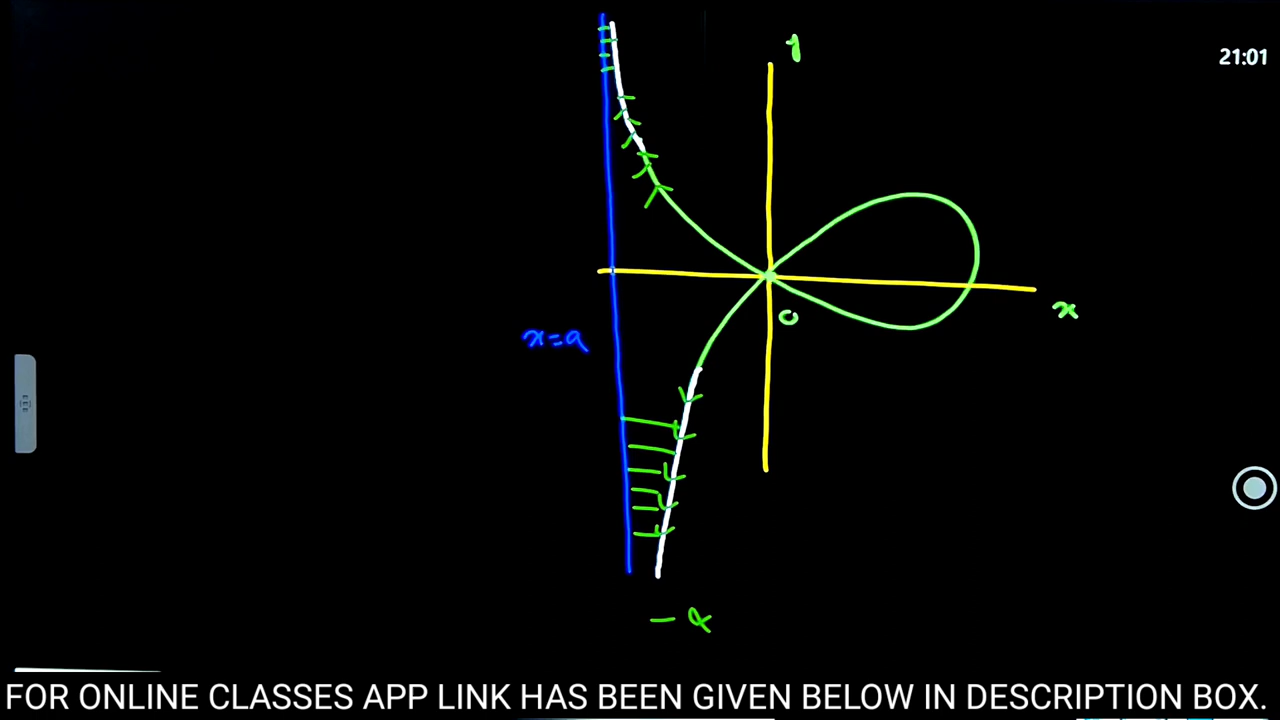 y
21:01
x
o
x=a
-∝
FOR ONLINE CLASSES APP LINK HAS BEEN GIVEN BELOW IN DESCRIPTION BOX.